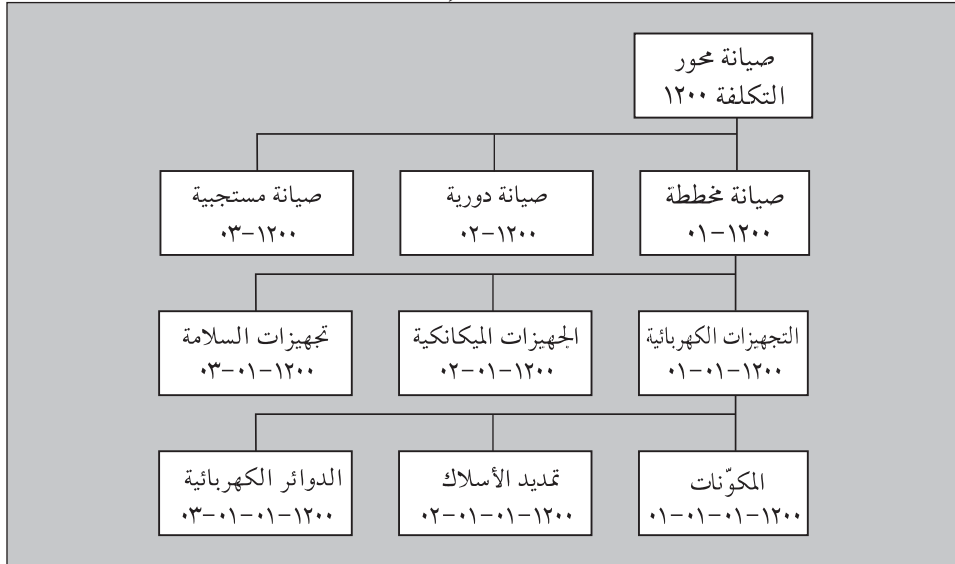 صيانة محور
التكلفة ١٢٠٠
صيانة مخططة
١٢٠٠-٠١
صيانة دورية
١٢٠٠-٠٢
صيانة مستجبية
١٢٠٠-٠٣
التجهيزات الكهربائية
١٢٠٠-٠١-٠١
الجهيزات الميكانكية
١٢٠٠-٠١-٠٢
تجهيزات السلامة
١٢٠٠-٠١-٠٣
المكوّنات
١٢٠٠-٠١-٠١-٠١
تمديد الأسلاك
١٢٠٠-٠١-٠١-٠٢
الدوائر الكهربائية
١٢٠٠-٠١-٠١-٠٣